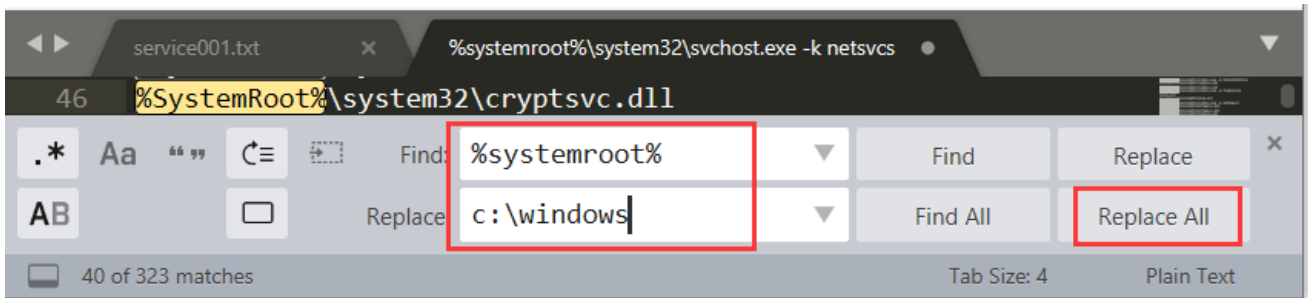 service001.txt × %systemroot%\system32\svchost.exe -k netsvcs
46 %SystemRoot%\system32\cryptsvc.dll
.* Aa “” Find: %systemroot% Find Replace ×
AB Replace c:\windows Find All Replace All
40 of 323 matches Tab Size: 4 Plain Text